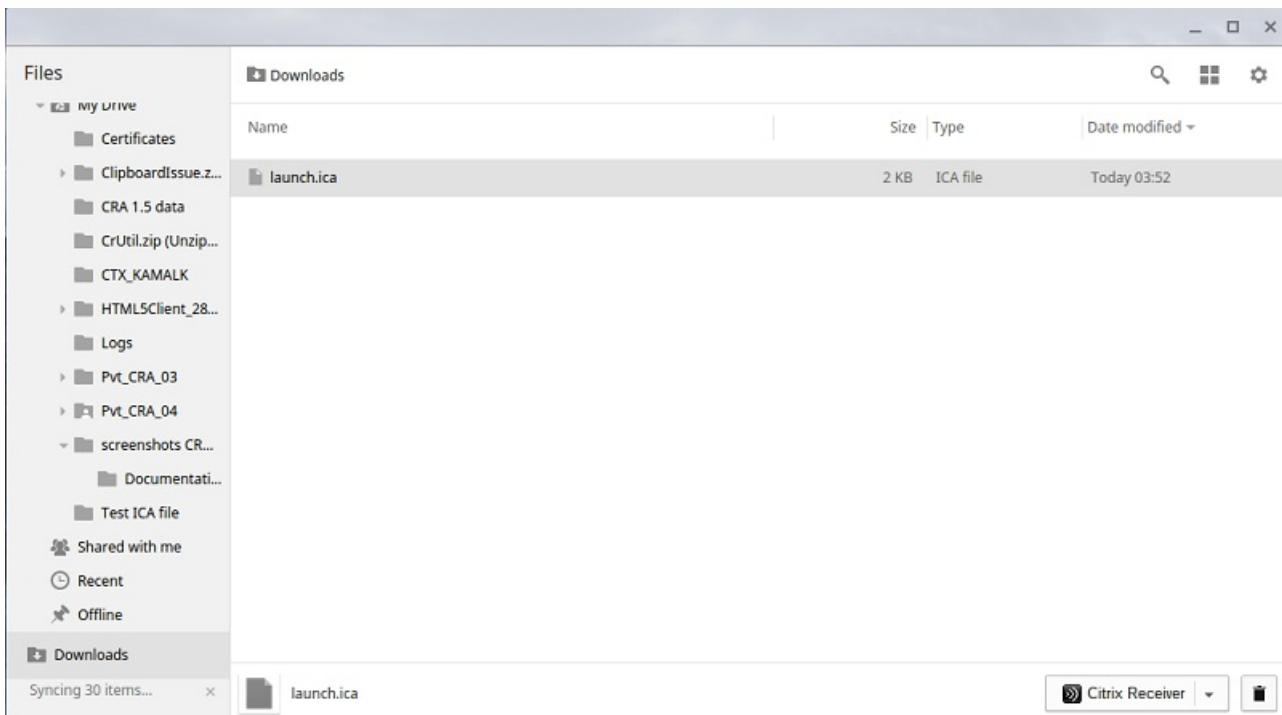 Files
Downloads
My Drive
Name Size Type Date modified
Certificates
ClipboardIssue.z...
launch.ica 2 KB ICA file Today 03:52
CRA 1.5 data
CrUtil.zip (Unzip...
CTX_KAMALK
HTML5Client_28...
Logs
Pvt_CRA_03
Pvt_CRA_04
screenshots CR...
Documentati...
Test ICA file
Shared with me
Recent
Offline
Downloads
Syncing 30 items...
launch.ica
Citrix Receiver